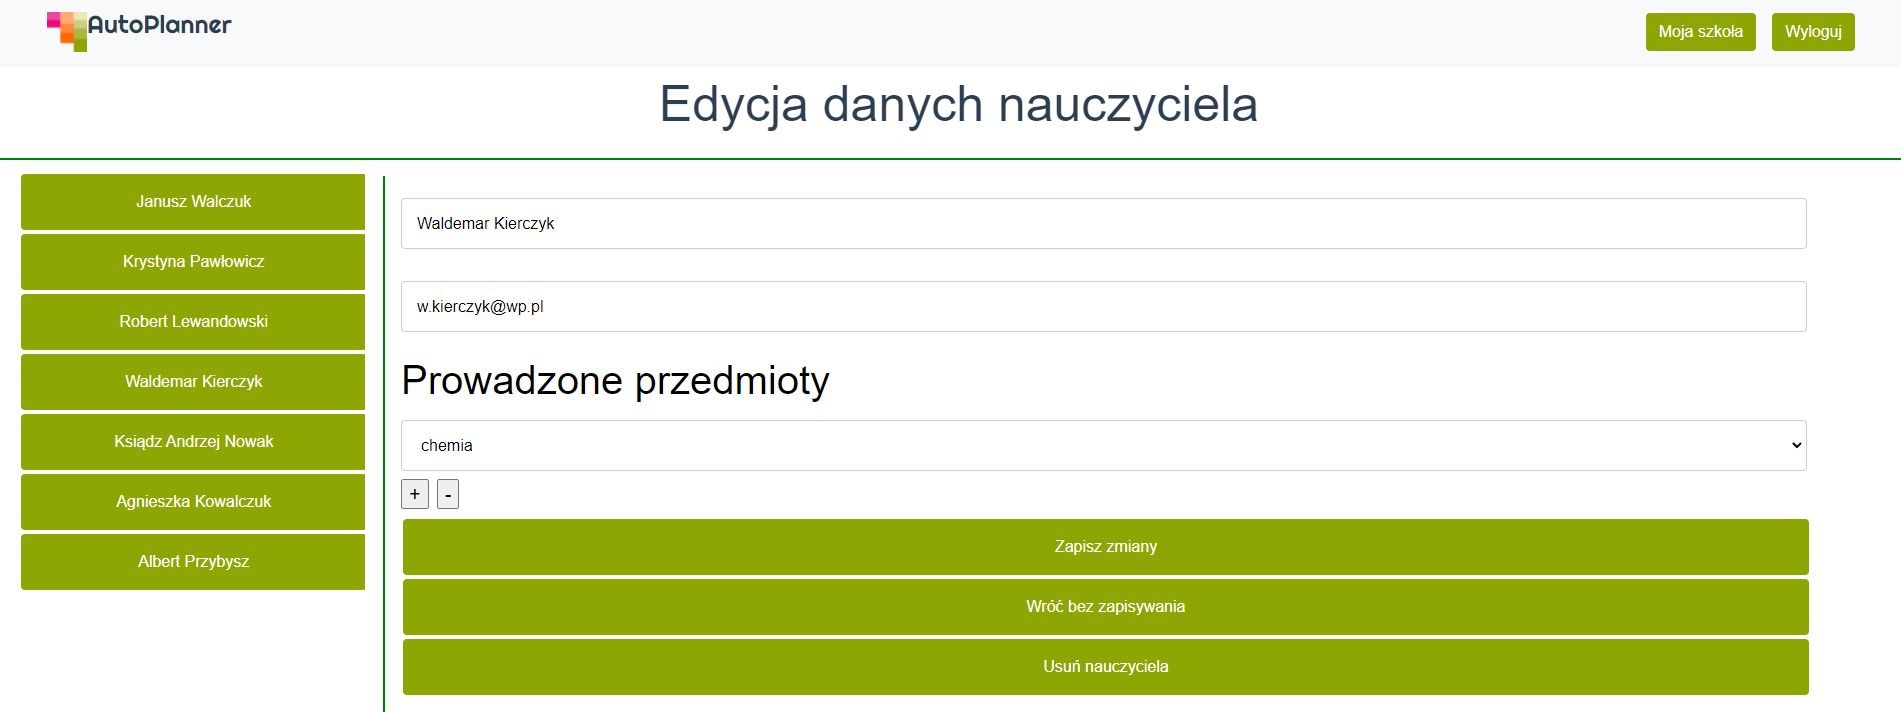 AutoPlanner
Moja szkoła
Wyloguj
Edycja danych nauczyciela
Janusz Walczuk
Krystyna Pawłowicz
Robert Lewandowski
Waldemar Kierczyk
Ksiądz Andrzej Nowak
Agnieszka Kowalczuk
Albert Przybysz
Waldemar Kierczyk
w.kierczyk@wp.pl
Prowadzone przedmioty
chemia
+ -
Zapisz zmiany
Wróć bez zapisywania
Usuń nauczyciela